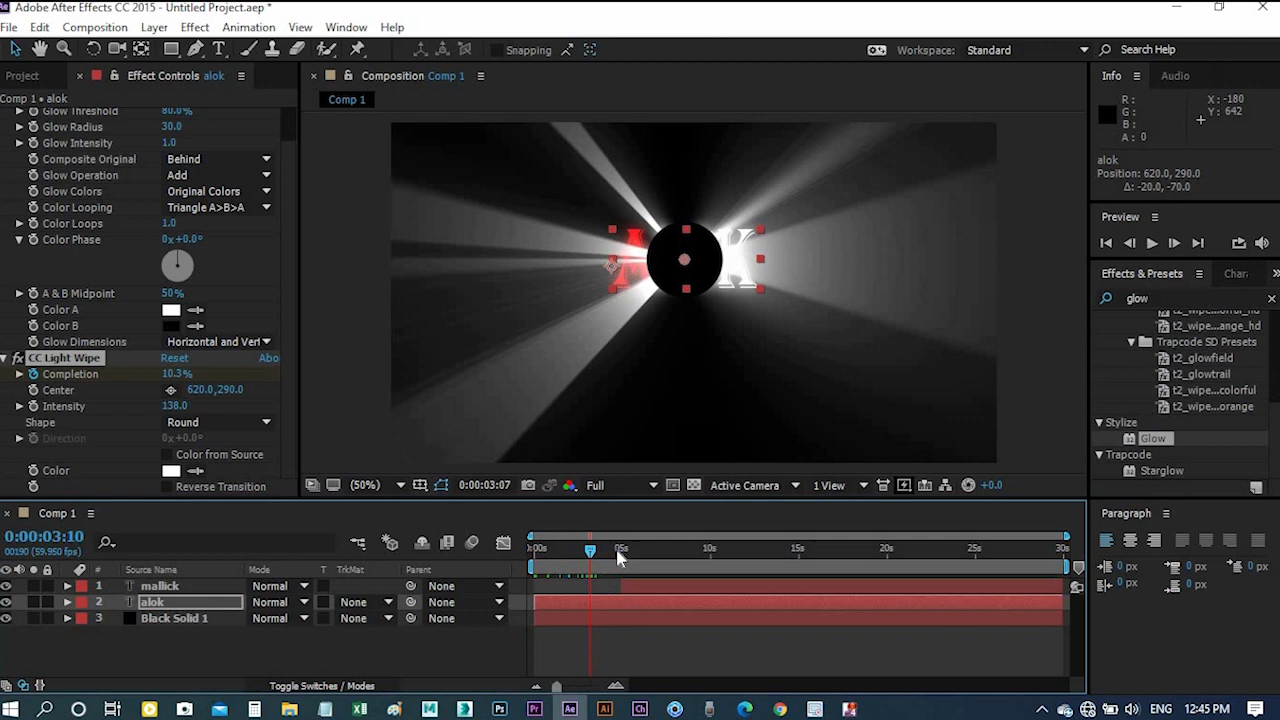 Adobe After Effects CC 2015 - Untitled Project.aep *
File Edit Composition Layer Effect Animation View Window Help
Snapping Workspace: Standard Search Help
Project Effect Controls alok Composition Comp 1 Info Audio
Comp 1 • alok Comp 1
Glow Threshold 80.0%
Glow Radius 30.0
Glow Intensity 1.0
Composite Original Behind
Glow Operation Add
Glow Colors Original Colors
Color Looping Triangle A>B>A
Color Loops 1.0
Color Phase 0x+0.0°
A & B Midpoint 50%
Color A
Color B
Glow Dimensions Horizontal and Vert
fx CC Light Wipe Reset Abo
Completion 10.3%
Center 620.0,290.0
Intensity 138.0
Shape Round
Direction 0x+0.0°
Color from Source
Color
Reverse Transition
A K
(50%) 0:00:03:07 Full Active Camera 1 View +0.0
R: X: -180
G: Y: 642
B:
A: 0
alok
Position: 620.0, 290.0
Δ: -20.0, -70.0
Preview
Effects & Presets Char
glow
t2_wipe...orful_hd
t2_wipe...ange_hd
Trapcode SD Presets
t2_glowfield
t2_glowtrail
t2_wipe...colorful
t2_wipe...orange
Stylize
Glow
Trapcode
Starglow
Paragraph
0 px 0 px 0 px
0 px 0 px
Comp 1
0:00:03:10
00190 (59.950 fps)
:00s 05s 10s 15s 20s 25s 30s
# Source Name Mode T TrkMat Parent
1 T mallick Normal None
2 T alok Normal None None
3 Black Solid 1 Normal None None
Toggle Switches / Modes
ENG 12:45 PM